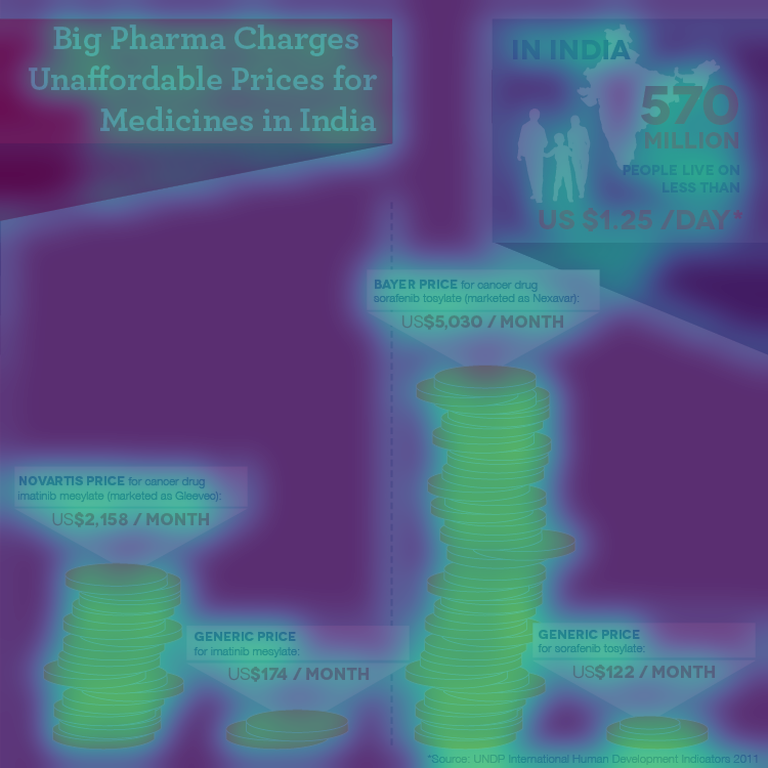 Big Pharma Charges
Unaffordable Prices for
Medicines in India
IN INDIA
570
MILLION
PEOPLE LIVE ON
LESS THAN
US $1.25 /DAY*
BAYER PRICE for cancer drug
sorafenib tosylate (marketed as Nexavar):
US$5,030 / MONTH
NOVARTIS PRICE for cancer drug
imatinib mesylate (marketed as Gleevec):
US$2,158 / MONTH
GENERIC PRICE
for imatinib mesylate:
US$174 / MONTH
GENERIC PRICE
for sorafenib tosylate:
US$122 / MONTH
*Source: UNDP International Human Development Indicators 2011